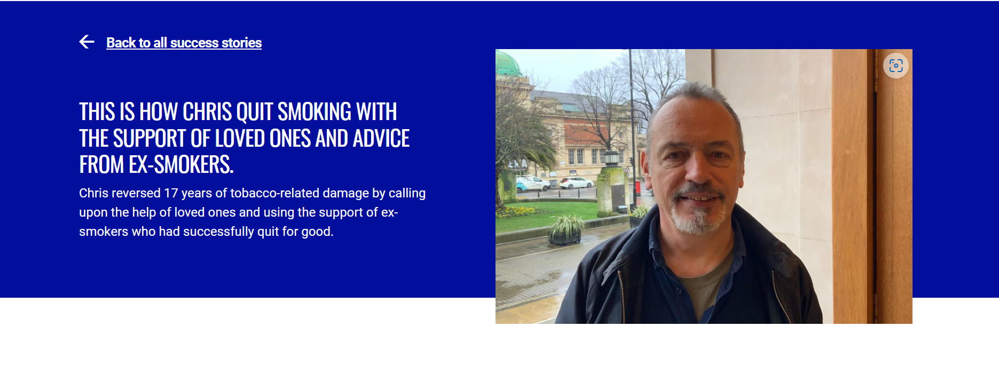 Back to all success stories
THIS IS HOW CHRIS QUIT SMOKING WITH
THE SUPPORT OF LOVED ONES AND ADVICE
FROM EX-SMOKERS.
Chris reversed 17 years of tobacco-related damage by calling
upon the help of loved ones and using the support of ex-
smokers who had successfully quit for good.